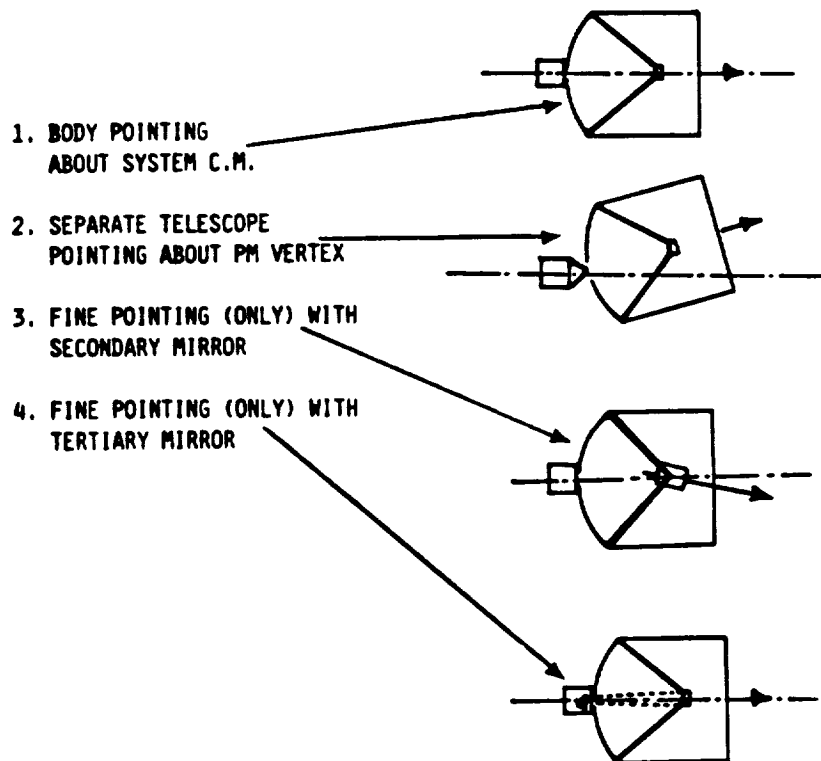 1. BODY POINTING
ABOUT SYSTEM C.M.
2. SEPARATE TELESCOPE
POINTING ABOUT PM VERTEX
3. FINE POINTING (ONLY) WITH
SECONDARY MIRROR
4. FINE POINTING (ONLY) WITH
TERTIARY MIRROR